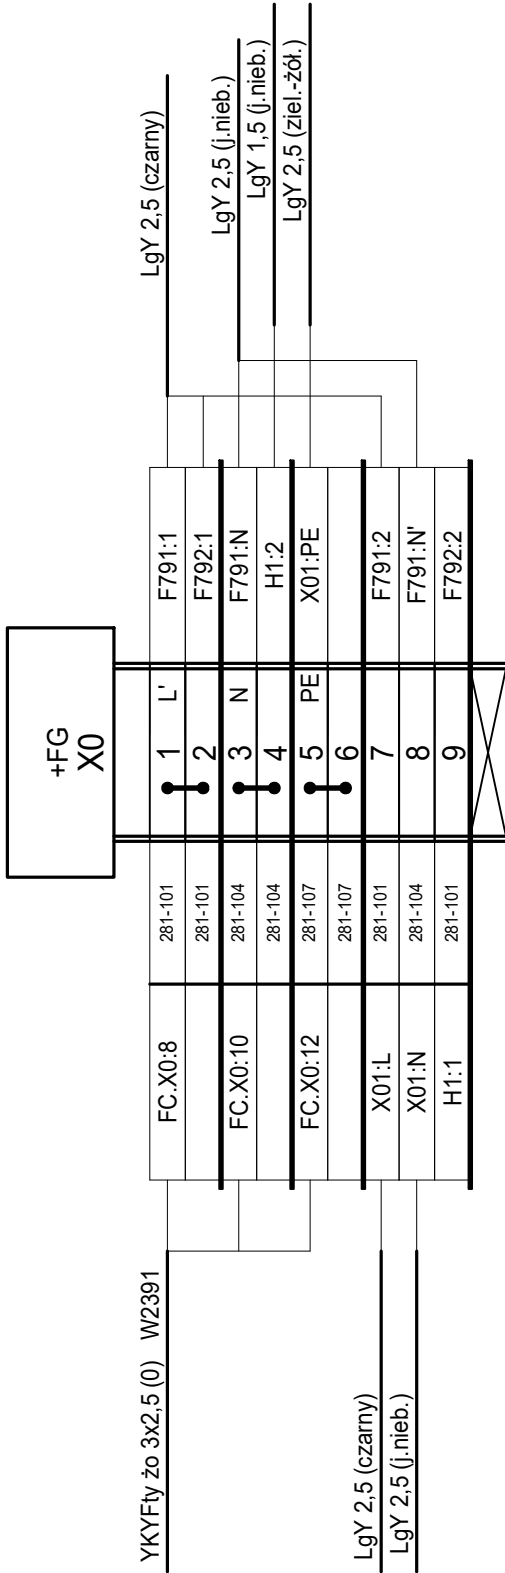 +FG
X0
LgY 2,5 (czarny)
LgY 2,5 (j.nieb.)
LgY 1,5 (j.nieb.)
LgY 2,5 (ziel.-żół.)
FC.X0:8 281-101 1 L' F791:1
281-101 2 F792:1
FC.X0:10 281-104 3 N F791:N
281-104 4 H1:2
FC.X0:12 281-107 5 PE X01:PE
281-107 6
X01:L 281-101 7 F791:2
X01:N 281-104 8 F791:N'
H1:1 281-101 9 F792:2
YKYFty żo 3x2,5 (0) W2391
LgY 2,5 (czarny)
LgY 2,5 (j.nieb.)